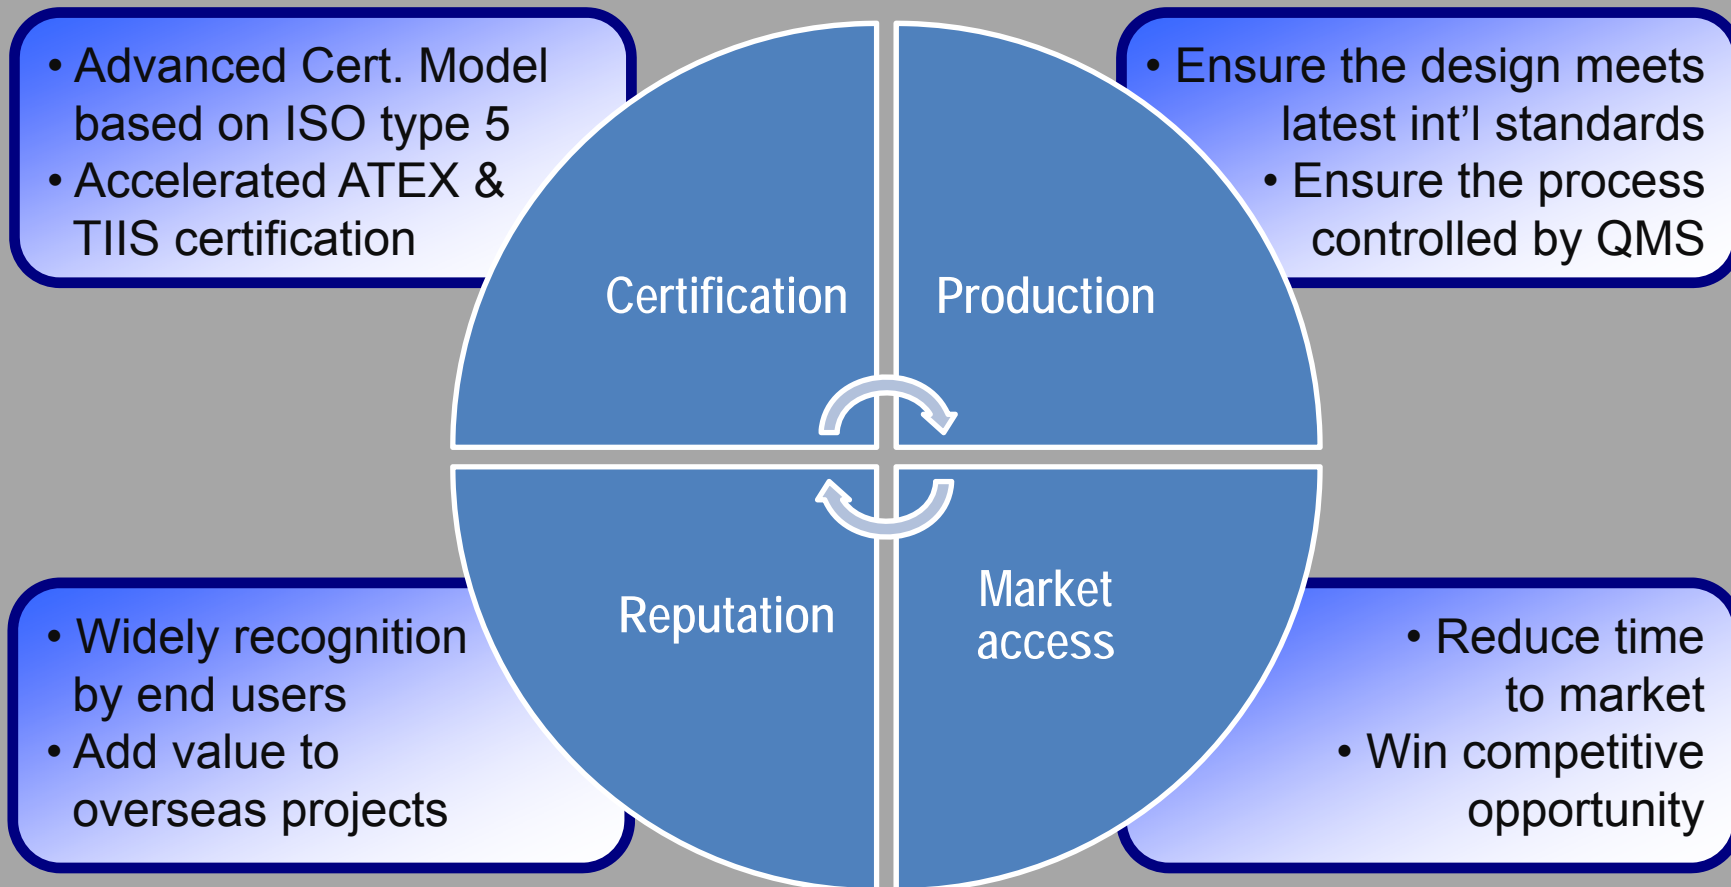 • Advanced Cert. Model
based on ISO type 5
• Accelerated ATEX &
TIIS certification
• Ensure the design meets
latest int'l standards
• Ensure the process
controlled by QMS
Certification
Production
Reputation
Market
access
• Widely recognition
by end users
• Add value to
overseas projects
• Reduce time
to market
• Win competitive
opportunity